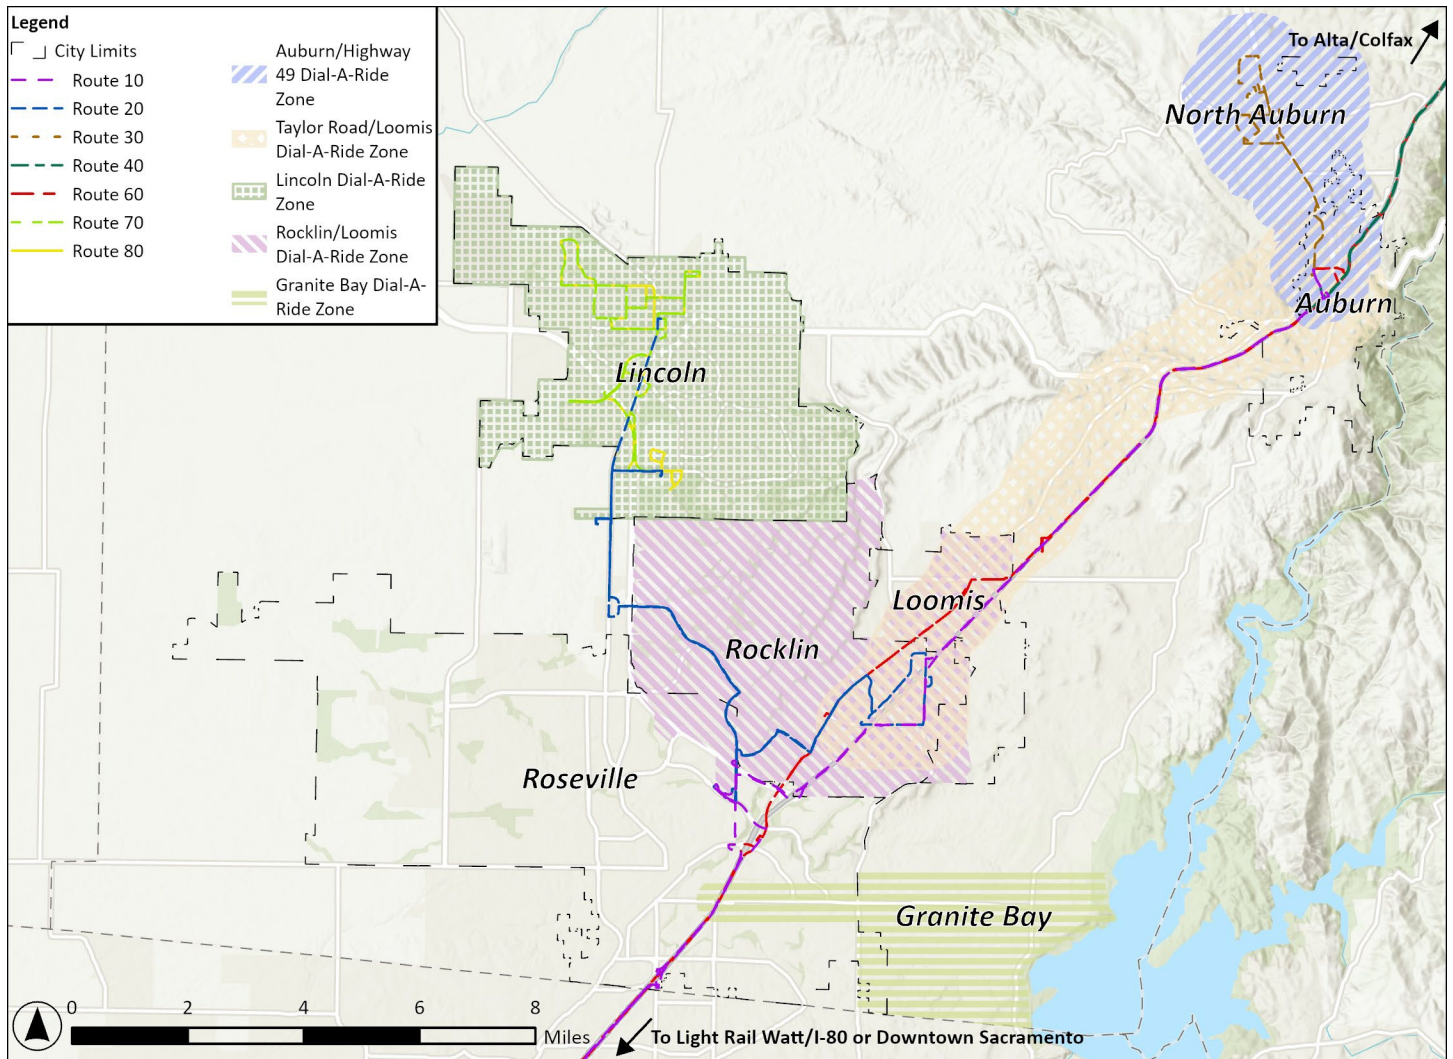 Legend
City Limits
Route 10
Route 20
Route 30
Route 40
Route 60
Route 70
Route 80
Auburn/Highway
49 Dial-A-Ride
Zone
Taylor Road/Loomis
Dial-A-Ride Zone
Lincoln Dial-A-Ride
Zone
Rocklin/Loomis
Dial-A-Ride Zone
Granite Bay Dial-A-
Ride Zone
To Alta/Colfax
North Auburn
Auburn
Lincoln
Loomis
Rocklin
Roseville
Granite Bay
0 2 4 6 8
Miles
To Light Rail Watt/I-80 or Downtown Sacramento